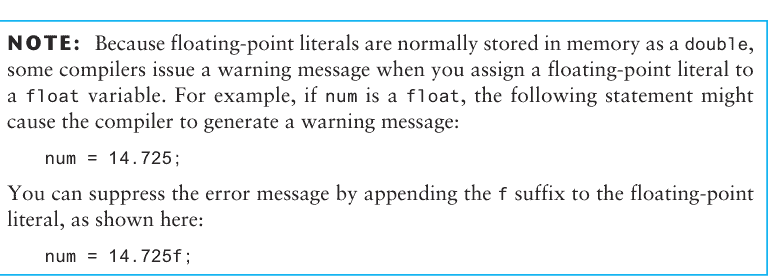 NOTE: Because floating-point literals are normally stored in memory as a double,
some compilers issue a warning message when you assign a floating-point literal to
a float variable. For example, if num is a float, the following statement might
cause the compiler to generate a warning message:
num = 14.725;
You can suppress the error message by appending the f suffix to the floating-point
literal, as shown here:
num = 14.725f;